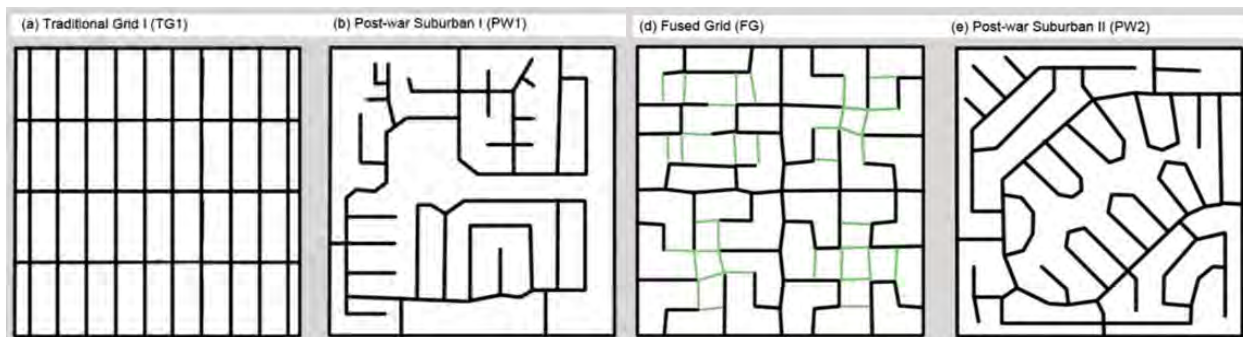 (a) Traditional Grid I (TG1)
(b) Post-war Suburban I (PW1)
(d) Fused Grid (FG)
(e) Post-war Suburban II (PW2)